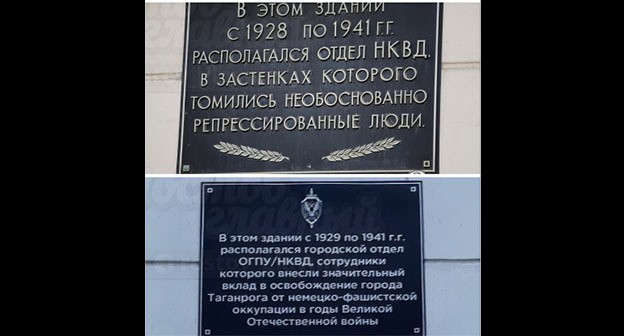 В ЭТОМ ЗДАНИИ
С 1928 ПО 1941 Г.Г.
РАСПОЛАГАЛСЯ ОТДЕЛ НКВД.
В ЗАСТЕНКАХ КОТОРОГО
ТОМИЛИСЬ НЕОБОСНОВАННО
РЕПРЕССИРОВАННЫЕ ЛЮДИ.
В этом здании с 1929 по 1941 г.г.
располагался городской отдел
ОГПУ/НКВД, сотрудники
которого внесли значительный
вклад в освобождение города
Таганрога от немецко-фашистской
оккупации в годы Великой
Отечественной войны